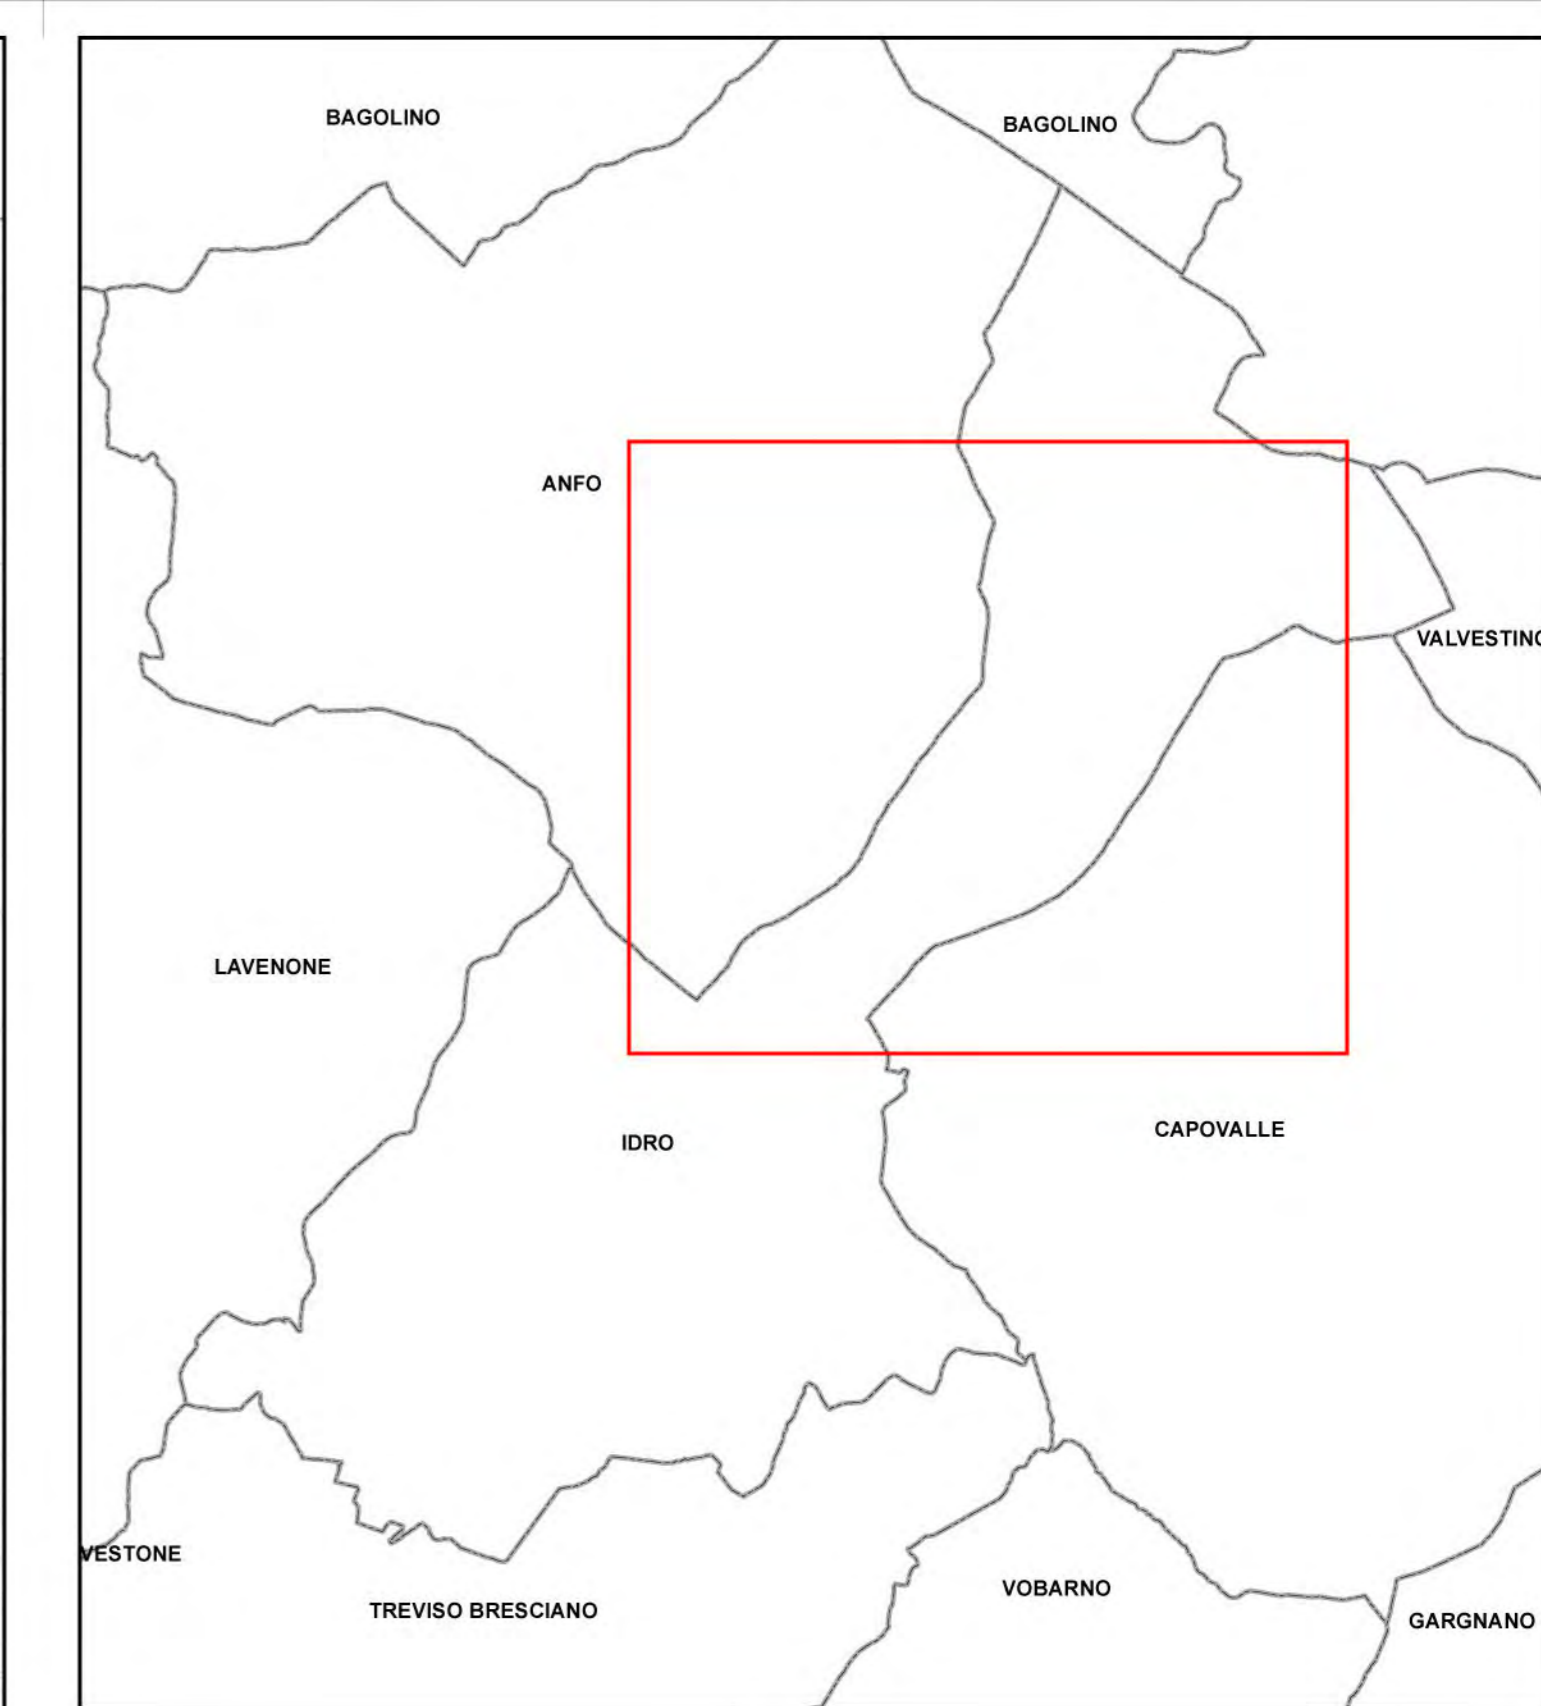 BAGOLINO
BAGOLINO
ANFO
VALVESTINO
LAVENONE
CAPOVALLE
IDRO
VESTONE
VOBARNO
TREVISO BRESCIANO
GARGNANO